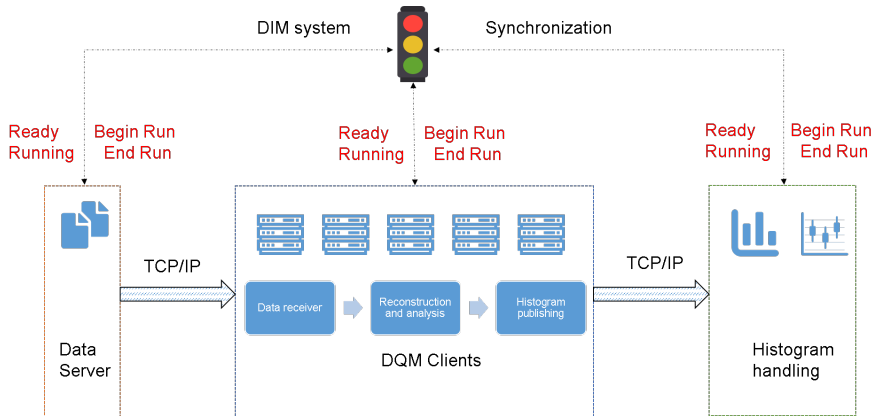 DIM system
Synchronization
Ready
Running
Begin Run
End Run
Ready
Running
Begin Run
End Run
Ready
Running
Begin Run
End Run
TCP/IP
TCP/IP
Data receiver
Reconstruction
and analysis
Histogram
publishing
Data
Server
DQM Clients
Histogram
handling